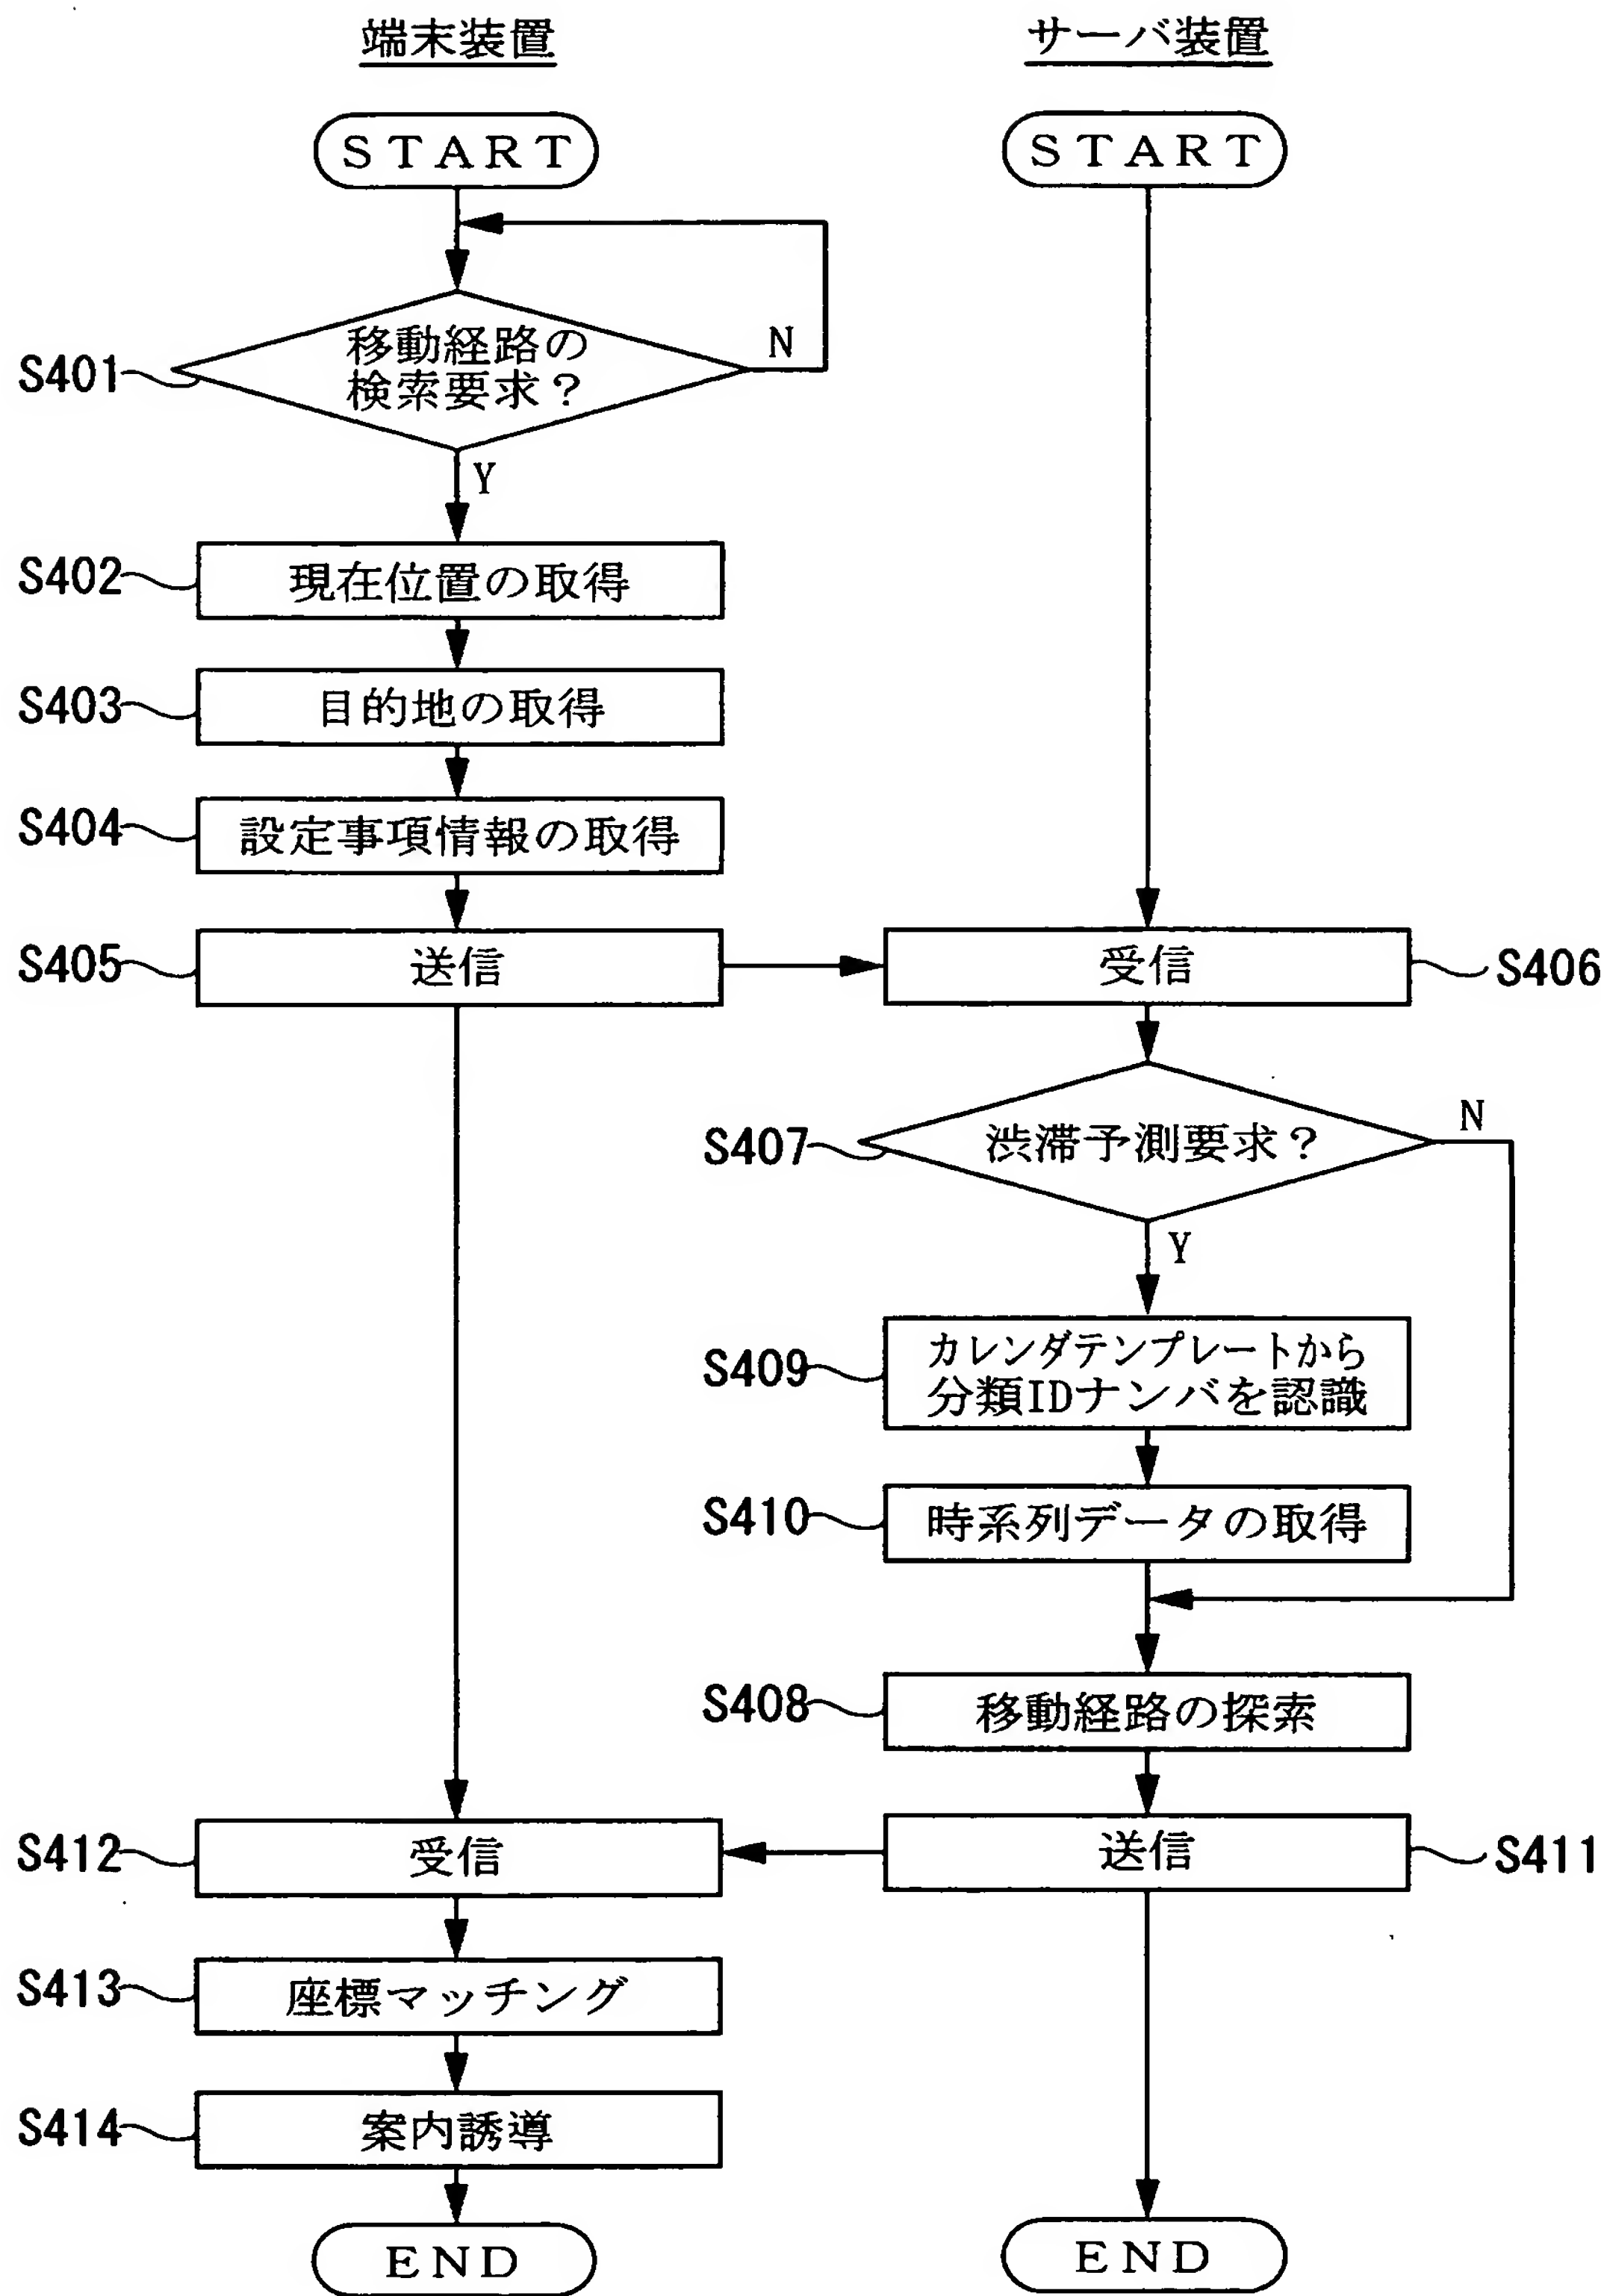 端末装置
サーバ装置
START
START
S401
移動経路の
検索要求？
N
Y
S402
現在位置の取得
S403
目的地の取得
S404
設定事項情報の取得
S405
送信
受信
S406
S407
渋滞予測要求？
N
Y
S409
カレンダテンプレートから
分類IDナンバを認識
S410
時系列データの取得
S408
移動経路の探索
S412
受信
送信
S411
S413
座標マッチング
S414
案内誘導
END
END